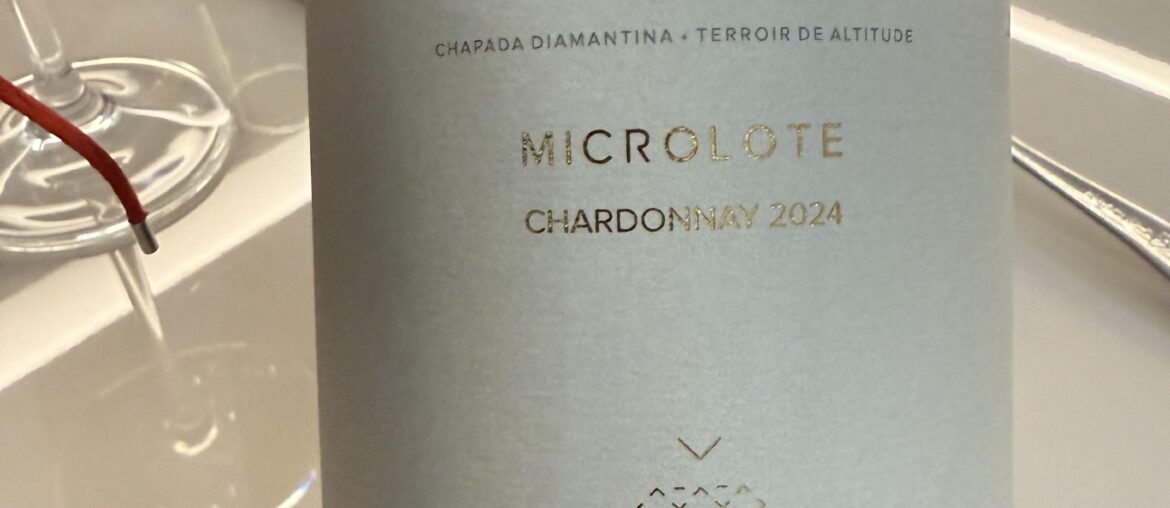 CHAPADA DIAMANTINA • TERROIR DE ALTITUDE
MICROLOTE
CHARDONNAY 2024